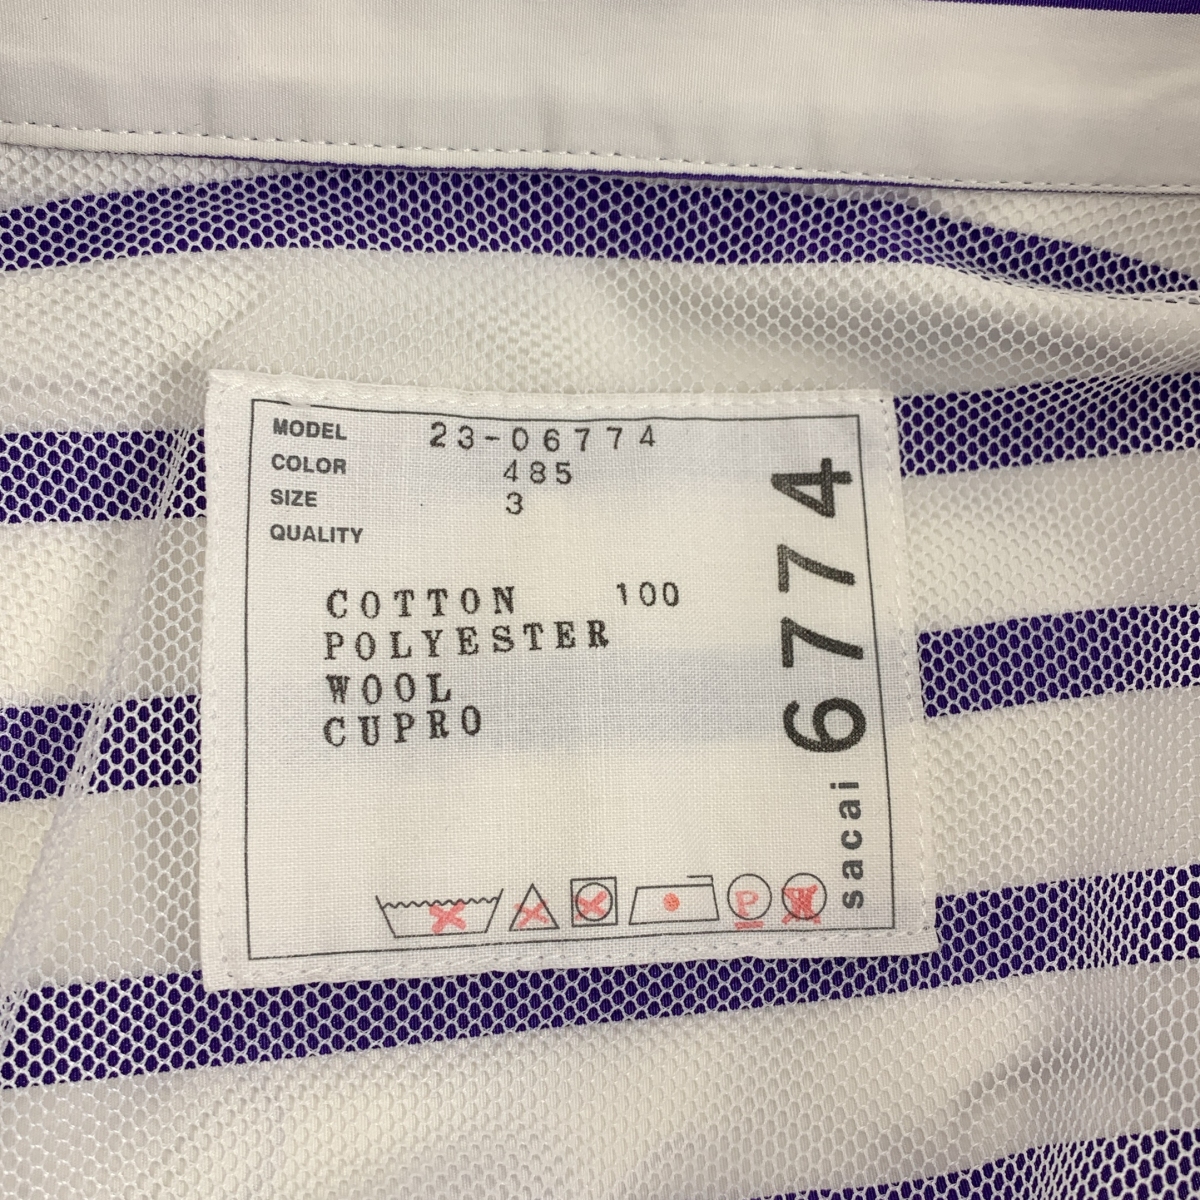 MODEL 23-06774
COLOR 485
SIZE 3
QUALITY
COTTON 100
POLYESTER
WOOL
CUPRO
P
W
sacai 6774